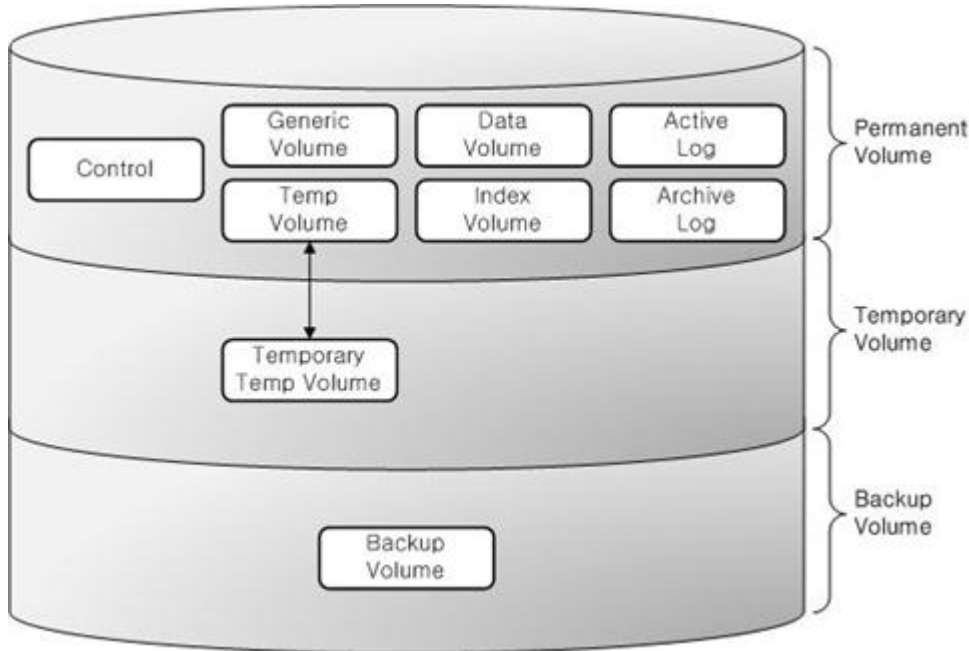 Control
Generic
Volume
Data
Volume
Active
Log
Temp
Volume
Index
Volume
Archive
Log
Permanent
Volume
Temporary
Temp Volume
Temporary
Volume
Backup
Volume
Backup
Volume